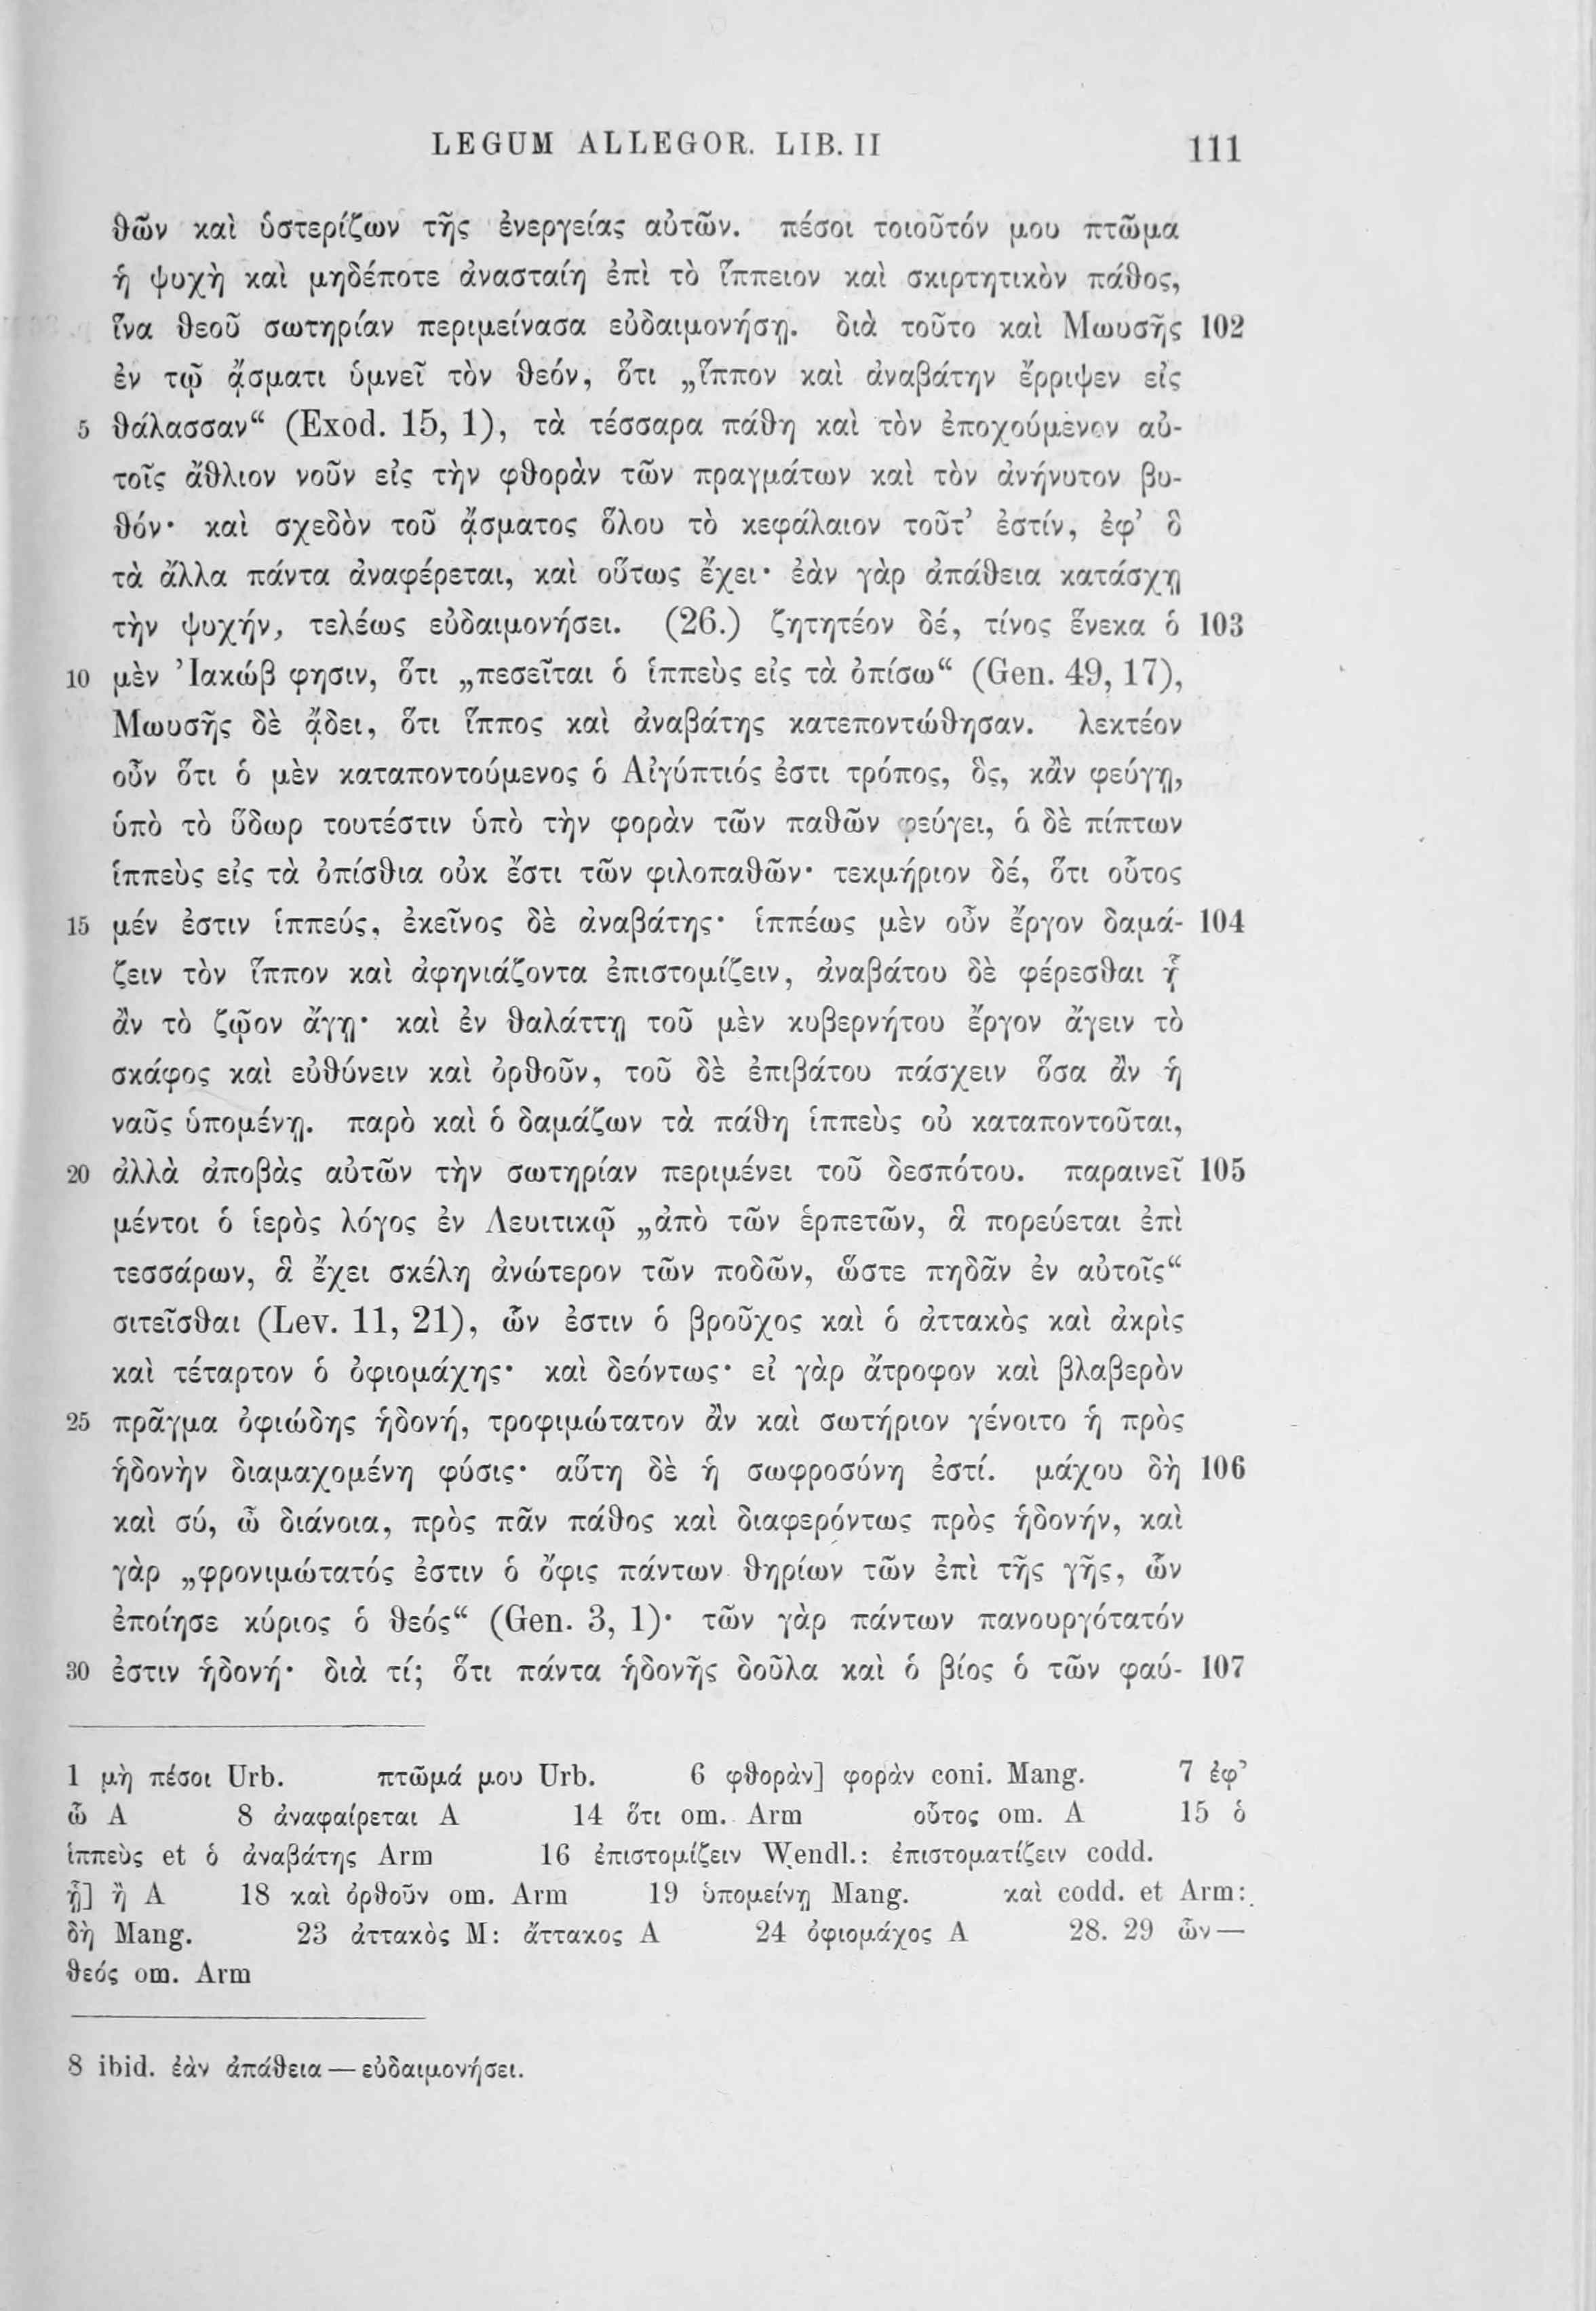 LEGUM ALLEGOR. LIB. II 111
θῶν καὶ ὑστερίζων τῆς ἐνεργείας αὐτῶν. πέσοι τοιοῦτόν μου πτῶμα
ἡ ψυχὴ καὶ μηδέποτε ἀνασταίη ἐπὶ τὸ ἵππειον καὶ σκιρτητικὸν πάθος,
ἵνα θεοῦ σωτηρίαν περιμείνασα εὐδαιμονήσῃ. διὰ τοῦτο καὶ Μωυσῆς 102
ἐν τῷ ᾄσματι ὑμνεῖ τὸν θεόν, ὅτι „ἵππον καὶ ἀναβάτην ἔρριψεν εἰς
5 θάλασσαν“ (Exod. 15, 1), τὰ τέσσαρα πάθη καὶ τὸν ἐποχούμενον αὐ-
τοῖς ἄθλιον νοῦν εἰς τὴν φθορὰν τῶν πραγμάτων καὶ τὸν ἀνήνυτον βυ-
θόν· καὶ σχεδὸν τοῦ ᾄσματος ὅλου τὸ κεφάλαιον τοῦτ’ ἐστίν, ἐφ’ ὃ
τὰ ἄλλα πάντα ἀναφέρεται, καὶ οὕτως ἔχει· ἐὰν γὰρ ἀπάθεια κατάσχῃ
τὴν ψυχήν, τελέως εὐδαιμονήσει. (26.) ζητητέον δέ, τίνος ἕνεκα ὁ 103
10 μὲν Ἰακώβ φησιν, ὅτι „πεσεῖται ὁ ἱππεὺς εἰς τὰ ὀπίσω“ (Gen. 49, 17),
Μωυσῆς δὲ ᾄδει, ὅτι ἵππος καὶ ἀναβάτης κατεποντώθησαν. λεκτέον
οὖν ὅτι ὁ μὲν καταποντούμενος ὁ Αἰγύπτιός ἐστι τρόπος, ὅς, κἂν φεύγῃ,
ὑπὸ τὸ ὕδωρ τουτέστιν ὑπὸ τὴν φορὰν τῶν παθῶν φεύγει, ὁ δὲ πίπτων
ἱππεὺς εἰς τὰ ὀπίσθια οὐκ ἔστι τῶν φιλοπαθῶν· τεκμήριον δέ, ὅτι οὗτος
15 μέν ἐστιν ἱππεύς, ἐκεῖνος δὲ ἀναβάτης· ἱππέως μὲν οὖν ἔργον δαμά- 104
ζειν τὸν ἵππον καὶ ἀφηνιάζοντα ἐπιστομίζειν, ἀναβάτου δὲ φέρεσθαι ᾗ
ἂν τὸ ζῷον ἄγῃ· καὶ ἐν θαλάττῃ τοῦ μὲν κυβερνήτου ἔργον ἄγειν τὸ
σκάφος καὶ εὐθύνειν καὶ ὀρθοῦν, τοῦ δὲ ἐπιβάτου πάσχειν ὅσα ἂν ἡ
ναῦς ὑπομένῃ. παρὸ καὶ ὁ δαμάζων τὰ πάθη ἱππεὺς οὐ καταποντοῦται,
20 ἀλλὰ ἀποβὰς αὐτῶν τὴν σωτηρίαν περιμένει τοῦ δεσπότου. παραινεῖ 105
μέντοι ὁ ἱερὸς λόγος ἐν Λευιτικῷ „ἀπὸ τῶν ἑρπετῶν, ἃ πορεύεται ἐπὶ
τεσσάρων, ἃ ἔχει σκέλη ἀνώτερον τῶν ποδῶν, ὥστε πηδᾶν ἐν αὐτοῖς“
σιτεῖσθαι (Lev. 11, 21), ὧν ἐστιν ὁ βροῦχος καὶ ὁ ἀττακὸς καὶ ἀκρὶς
καὶ τέταρτον ὁ ὀφιομάχης· καὶ δεόντως· εἰ γὰρ ἄτροφον καὶ βλαβερὸν
25 πρᾶγμα ὀφιώδης ἡδονή, τροφιμώτατον ἂν καὶ σωτήριον γένοιτο ἡ πρὸς
ἡδονὴν διαμαχομένη φύσις· αὕτη δὲ ἡ σωφροσύνη ἐστί. μάχου δὴ 106
καὶ σύ, ὦ διάνοια, πρὸς πᾶν πάθος καὶ διαφερόντως πρὸς ἡδονήν, καὶ
γὰρ „φρονιμώτατός ἐστιν ὁ ὄφις πάντων θηρίων τῶν ἐπὶ τῆς γῆς, ὧν
ἐποίησε κύριος ὁ θεός“ (Gen. 3, 1)· τῶν γὰρ πάντων πανουργότατόν
30 ἐστιν ἡδονή· διὰ τί; ὅτι πάντα ἡδονῆς δοῦλα καὶ ὁ βίος ὁ τῶν φαύ- 107
1 μὴ πέσοι Urb. πτῶμά μου Urb. 6 φθορὰν] φορὰν coni. Mang. 7 ἐφ’
ᾧ A 8 ἀναφαίρεται A 14 ὅτι om. Arm οὗτος om. A 15 ὁ
ἱππεὺς et ὁ ἀναβάτης Arm 16 ἐπιστομίζειν Wendl.: ἐπιστοματίζειν codd.
ᾗ] ἢ A 18 καὶ ὀρθοῦν om. Arm 19 ὑπομείνῃ Mang. καὶ codd. et Arm:
δὴ Mang. 23 ἀττακὸς M: ἄττακος A 24 ὀφιομάχος A 28. 29 ὧν—
θεός om. Arm
8 ibid. ἐὰν ἀπάθεια—εὐδαιμονήσει.